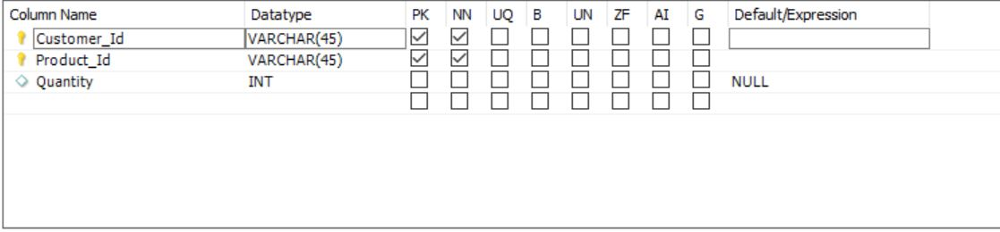 Column Name Datatype PK NN UQ B UN ZF AI G Default/Expression
Customer_Id VARCHAR(45)
Product_Id VARCHAR(45)
Quantity INT NULL